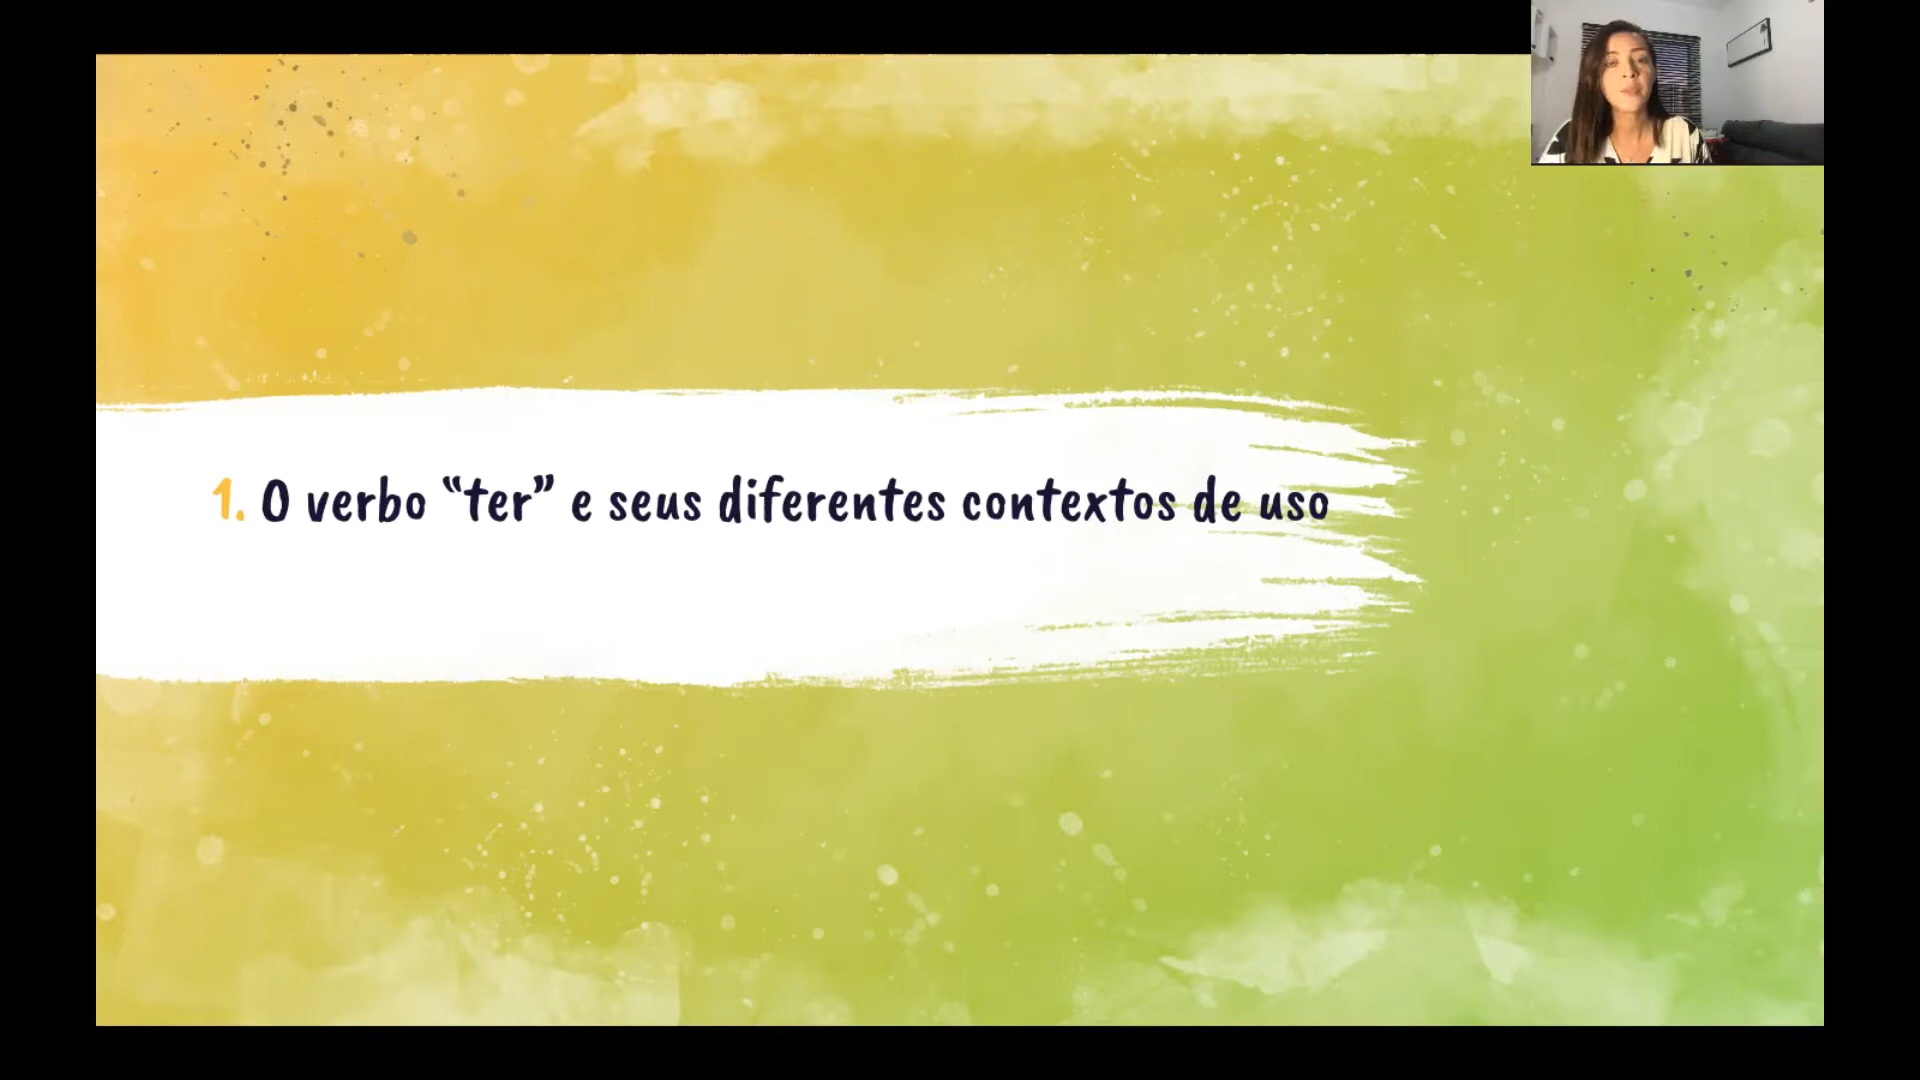 1. O verbo “ter” e seus diferentes contextos de uso